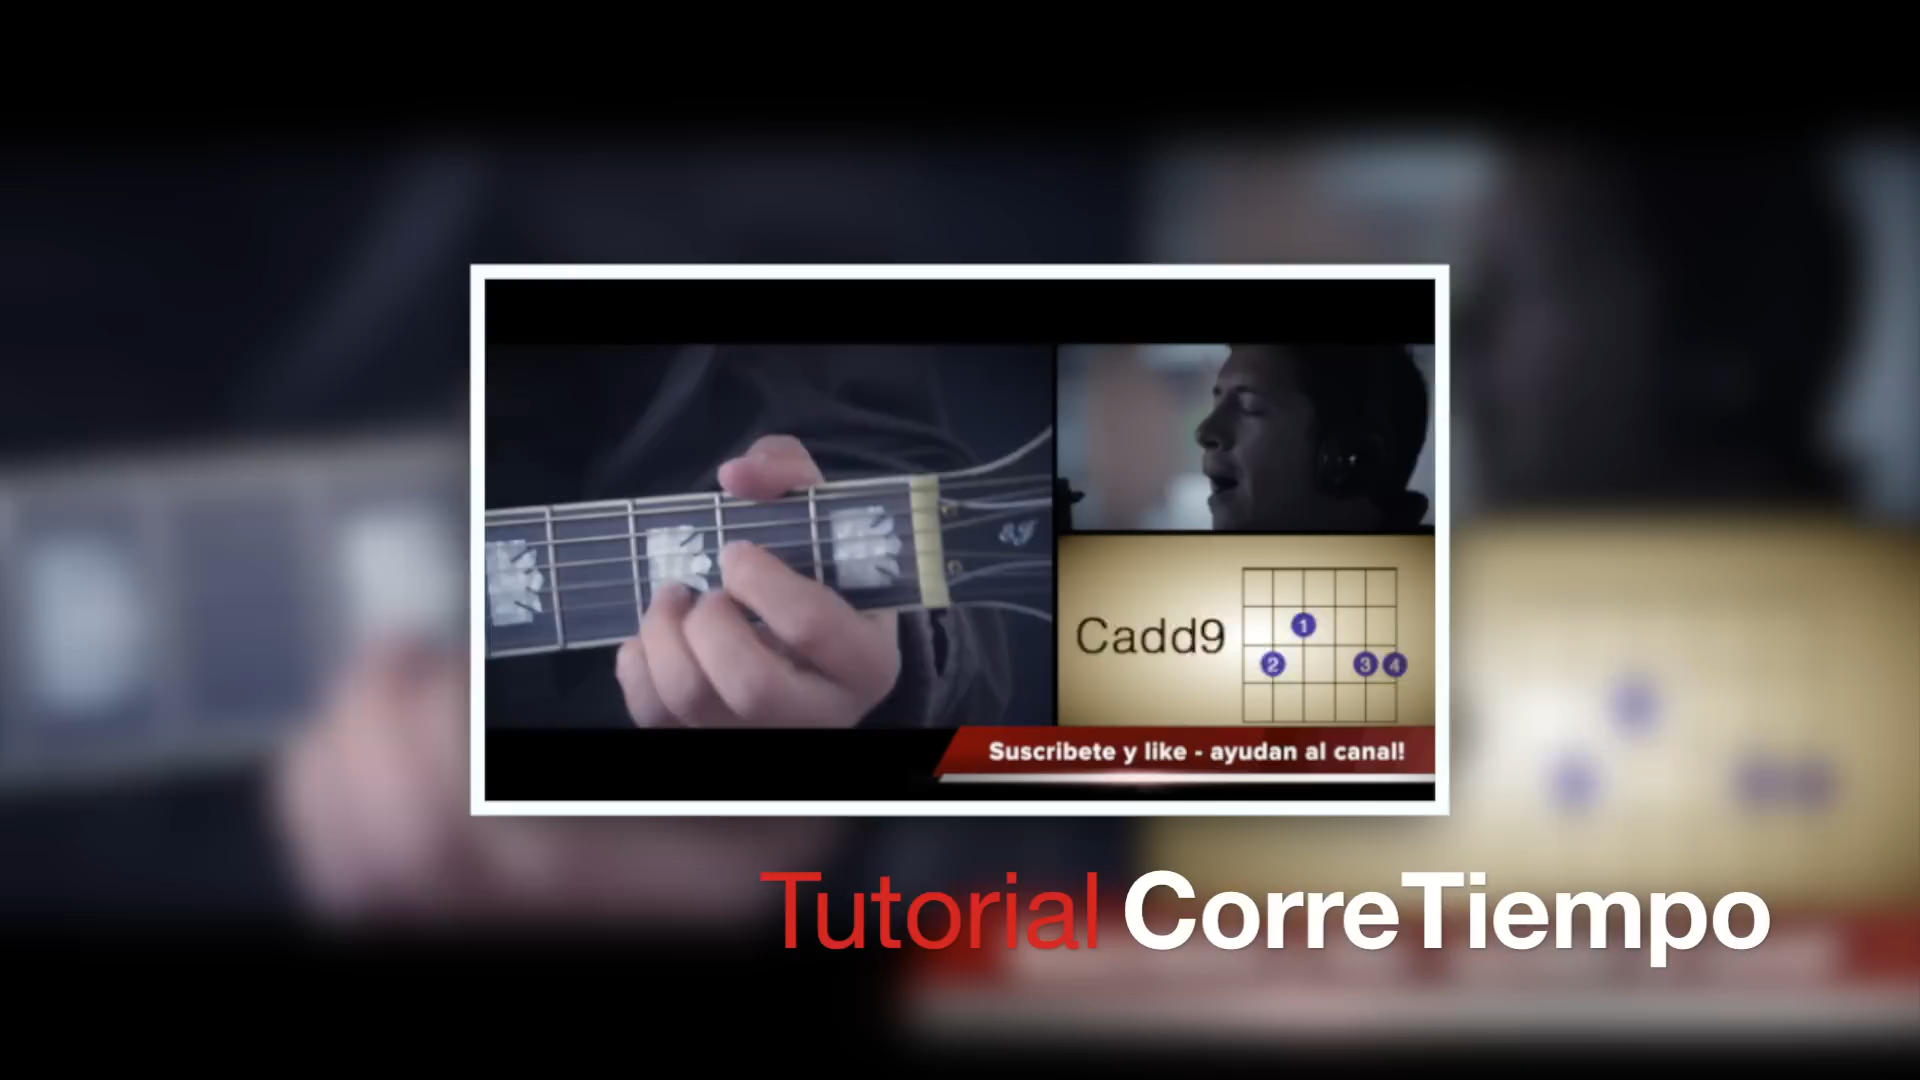 Cadd9
1
2 3 4
Suscribete y like - ayudan al canal!
Tutorial CorreTiempo